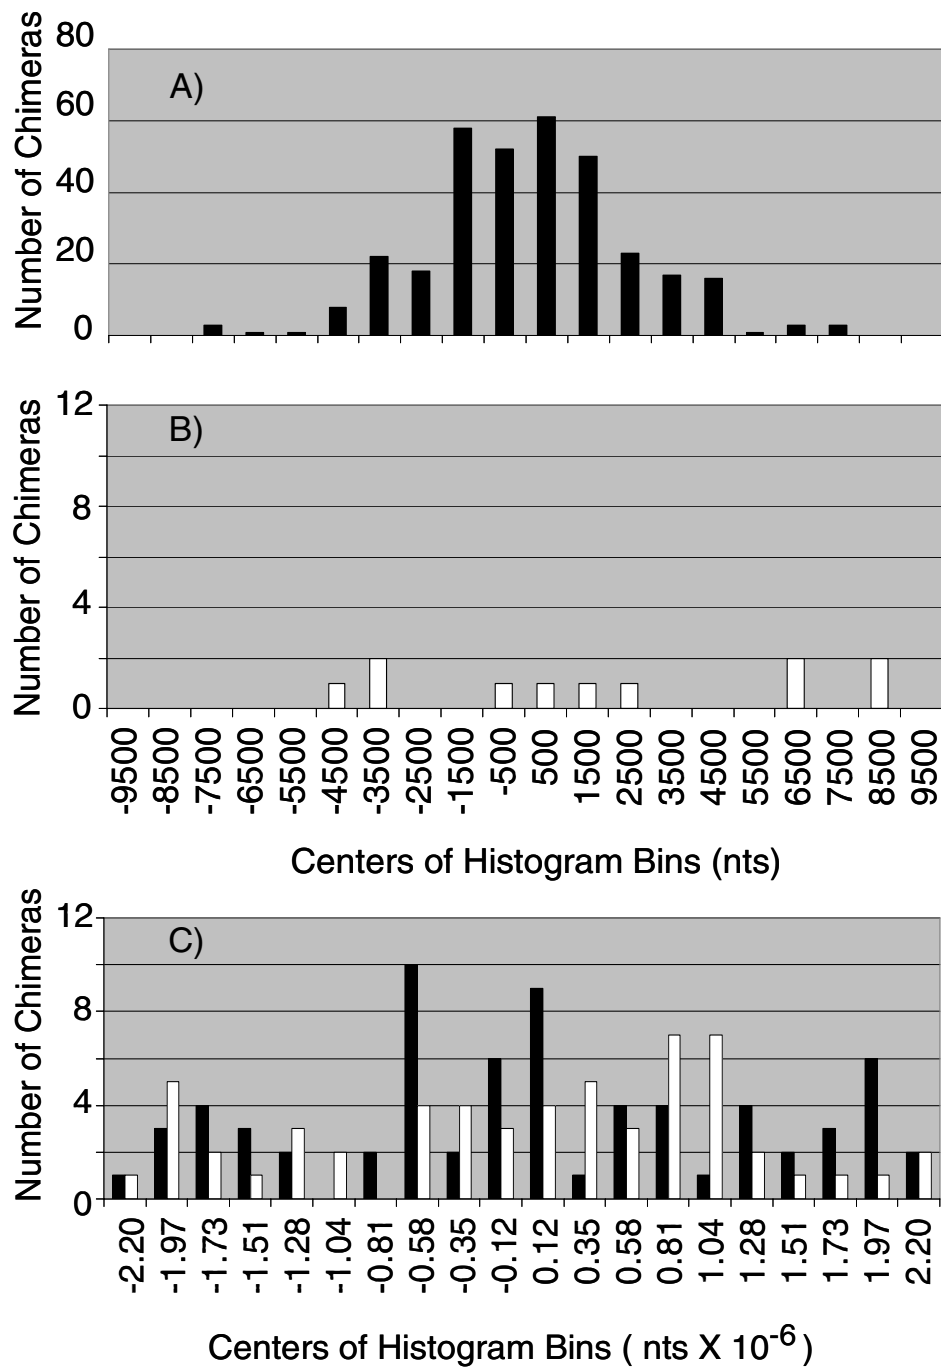 Number of Chimeras
80
60
40
20
0
A)
Number of Chimeras
12
8
4
0
B)
-9500 -8500 -7500 -6500 -5500 -4500 -3500 -2500 -1500 -500 500 1500 2500 3500 4500 5500 6500 7500 8500 9500
Centers of Histogram Bins (nts)
Number of Chimeras
12
8
4
0
C)
-2.20 -1.97 -1.73 -1.51 -1.28 -1.04 -0.81 -0.58 -0.35 -0.12 0.12 0.35 0.58 0.81 1.04 1.28 1.51 1.73 1.97 2.20
Centers of Histogram Bins ( nts X 10⁻⁶ )